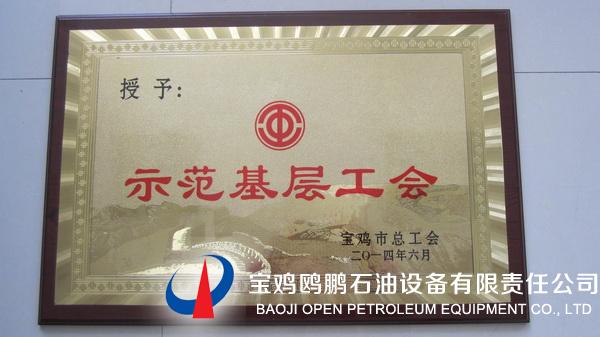 授予：
示范基层工会
宝鸡市总工会
二〇一四年六月
宝鸡鸥鹏石油设备有限责任公司
BAOJI OPEN PETROLEUM EQUIPMENT CO., LTD